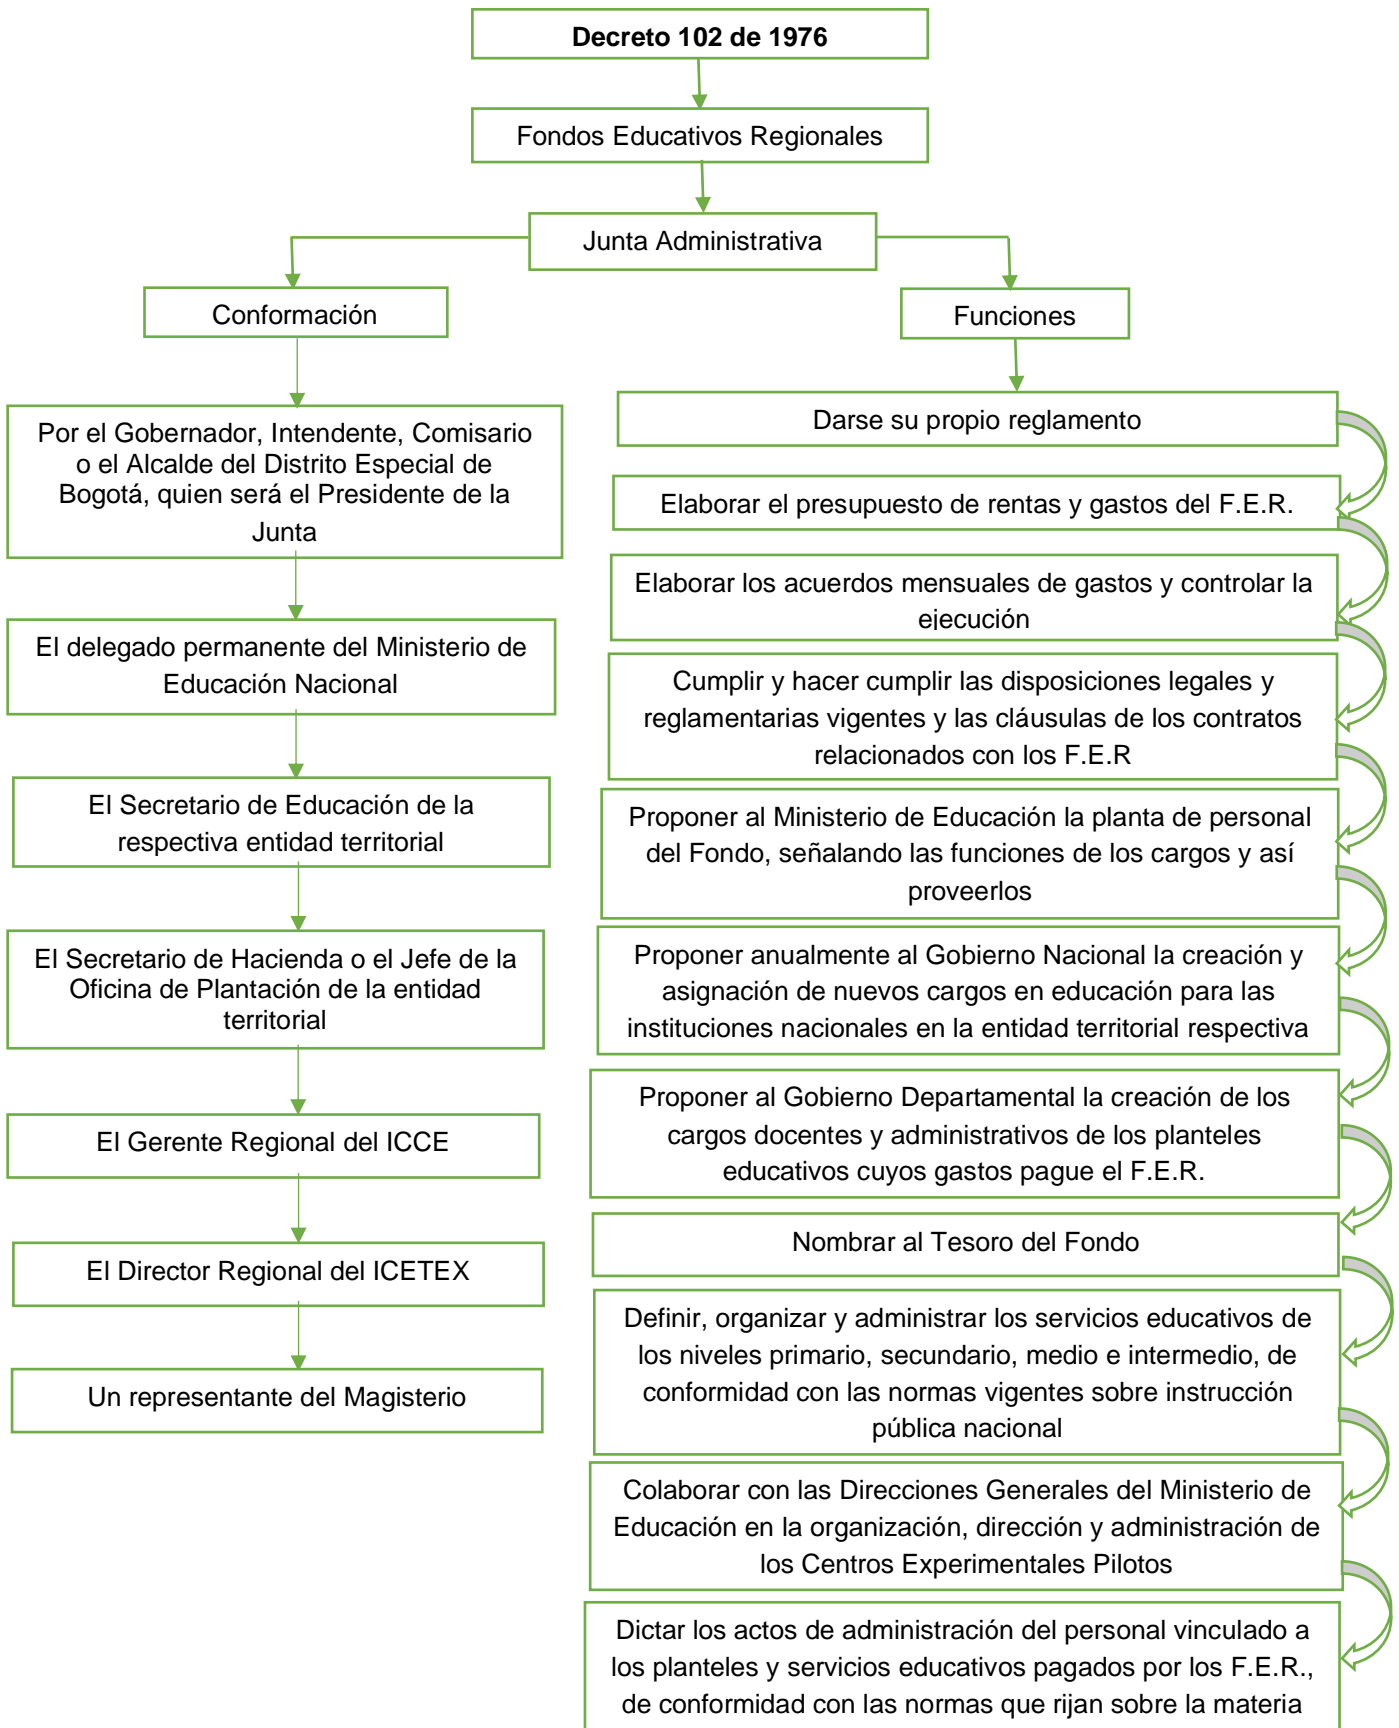 Decreto 102 de 1976
Fondos Educativos Regionales
Junta Administrativa
Conformación
Por el Gobernador, Intendente, Comisario
o el Alcalde del Distrito Especial de
Bogotá, quien será el Presidente de la
Junta
El delegado permanente del Ministerio de
Educación Nacional
El Secretario de Educación de la
respectiva entidad territorial
El Secretario de Hacienda o el Jefe de la
Oficina de Plantación de la entidad
territorial
El Gerente Regional del ICCE
El Director Regional del ICETEX
Un representante del Magisterio
Funciones
Darse su propio reglamento
Elaborar el presupuesto de rentas y gastos del F.E.R.
Elaborar los acuerdos mensuales de gastos y controlar la
ejecución
Cumplir y hacer cumplir las disposiciones legales y
reglamentarias vigentes y las cláusulas de los contratos
relacionados con los F.E.R
Proponer al Ministerio de Educación la planta de personal
del Fondo, señalando las funciones de los cargos y así
proveerlos
Proponer anualmente al Gobierno Nacional la creación y
asignación de nuevos cargos en educación para las
instituciones nacionales en la entidad territorial respectiva
Proponer al Gobierno Departamental la creación de los
cargos docentes y administrativos de los planteles
educativos cuyos gastos pague el F.E.R.
Nombrar al Tesoro del Fondo
Definir, organizar y administrar los servicios educativos de
los niveles primario, secundario, medio e intermedio, de
conformidad con las normas vigentes sobre instrucción
pública nacional
Colaborar con las Direcciones Generales del Ministerio de
Educación en la organización, dirección y administración de
los Centros Experimentales Pilotos
Dictar los actos de administración del personal vinculado a
los planteles y servicios educativos pagados por los F.E.R.,
de conformidad con las normas que rijan sobre la materia